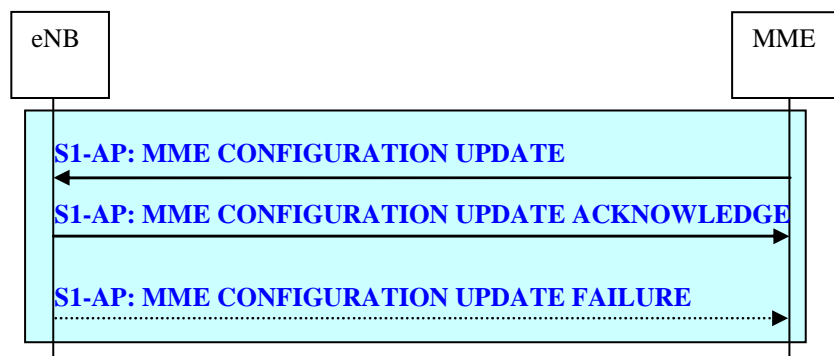 eNB
MME
S1-AP: MME CONFIGURATION UPDATE
S1-AP: MME CONFIGURATION UPDATE ACKNOWLEDGE
S1-AP: MME CONFIGURATION UPDATE FAILURE